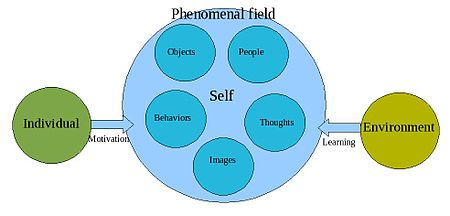 Phenomenal field
Objects
People
Self
Individual
Motivation
Behaviors
Thoughts
Environment
Learning
Images